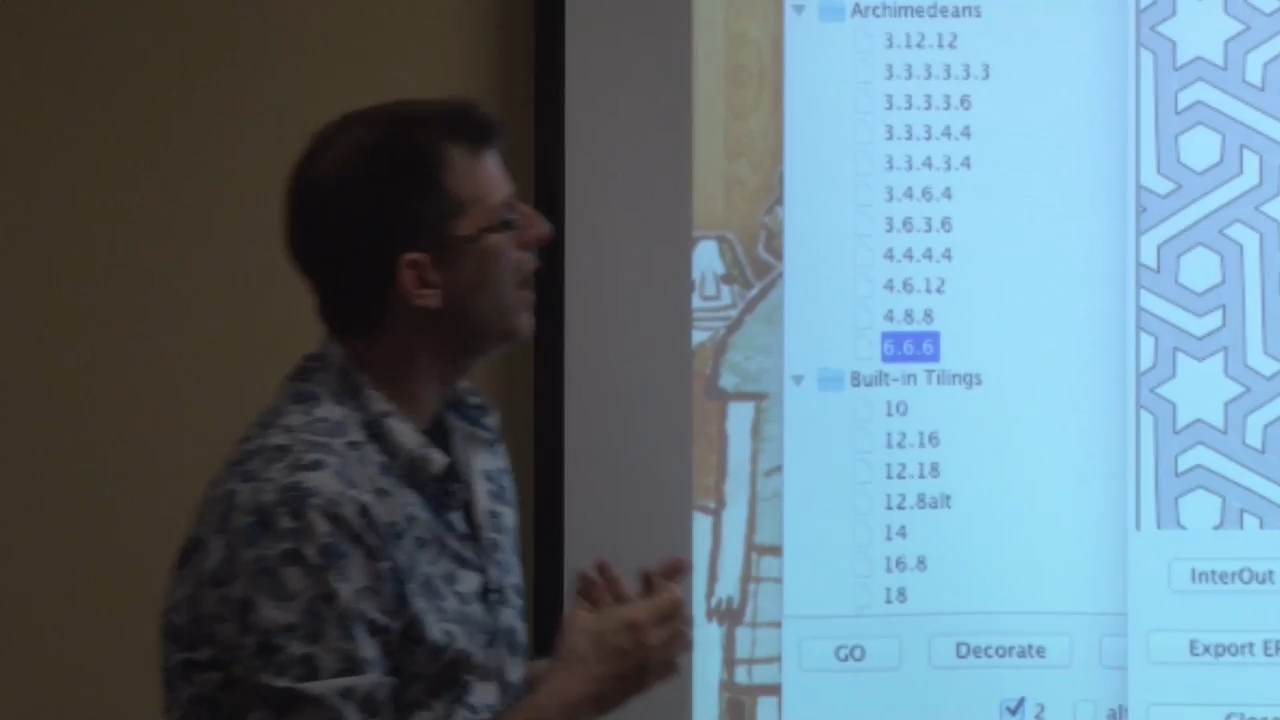 Archimedeans
3.12.12
3.3.3.3.3.3
3.3.3.3.6
3.3.3.4.4
3.3.4.3.4
3.4.6.4
3.6.3.6
4.4.4.4
4.6.12
4.8.8
6.6.6
Built-in Tilings
10
12.16
12.18
12.8alt
14
16.8
18
GO
Decorate
2
InterOut
Export